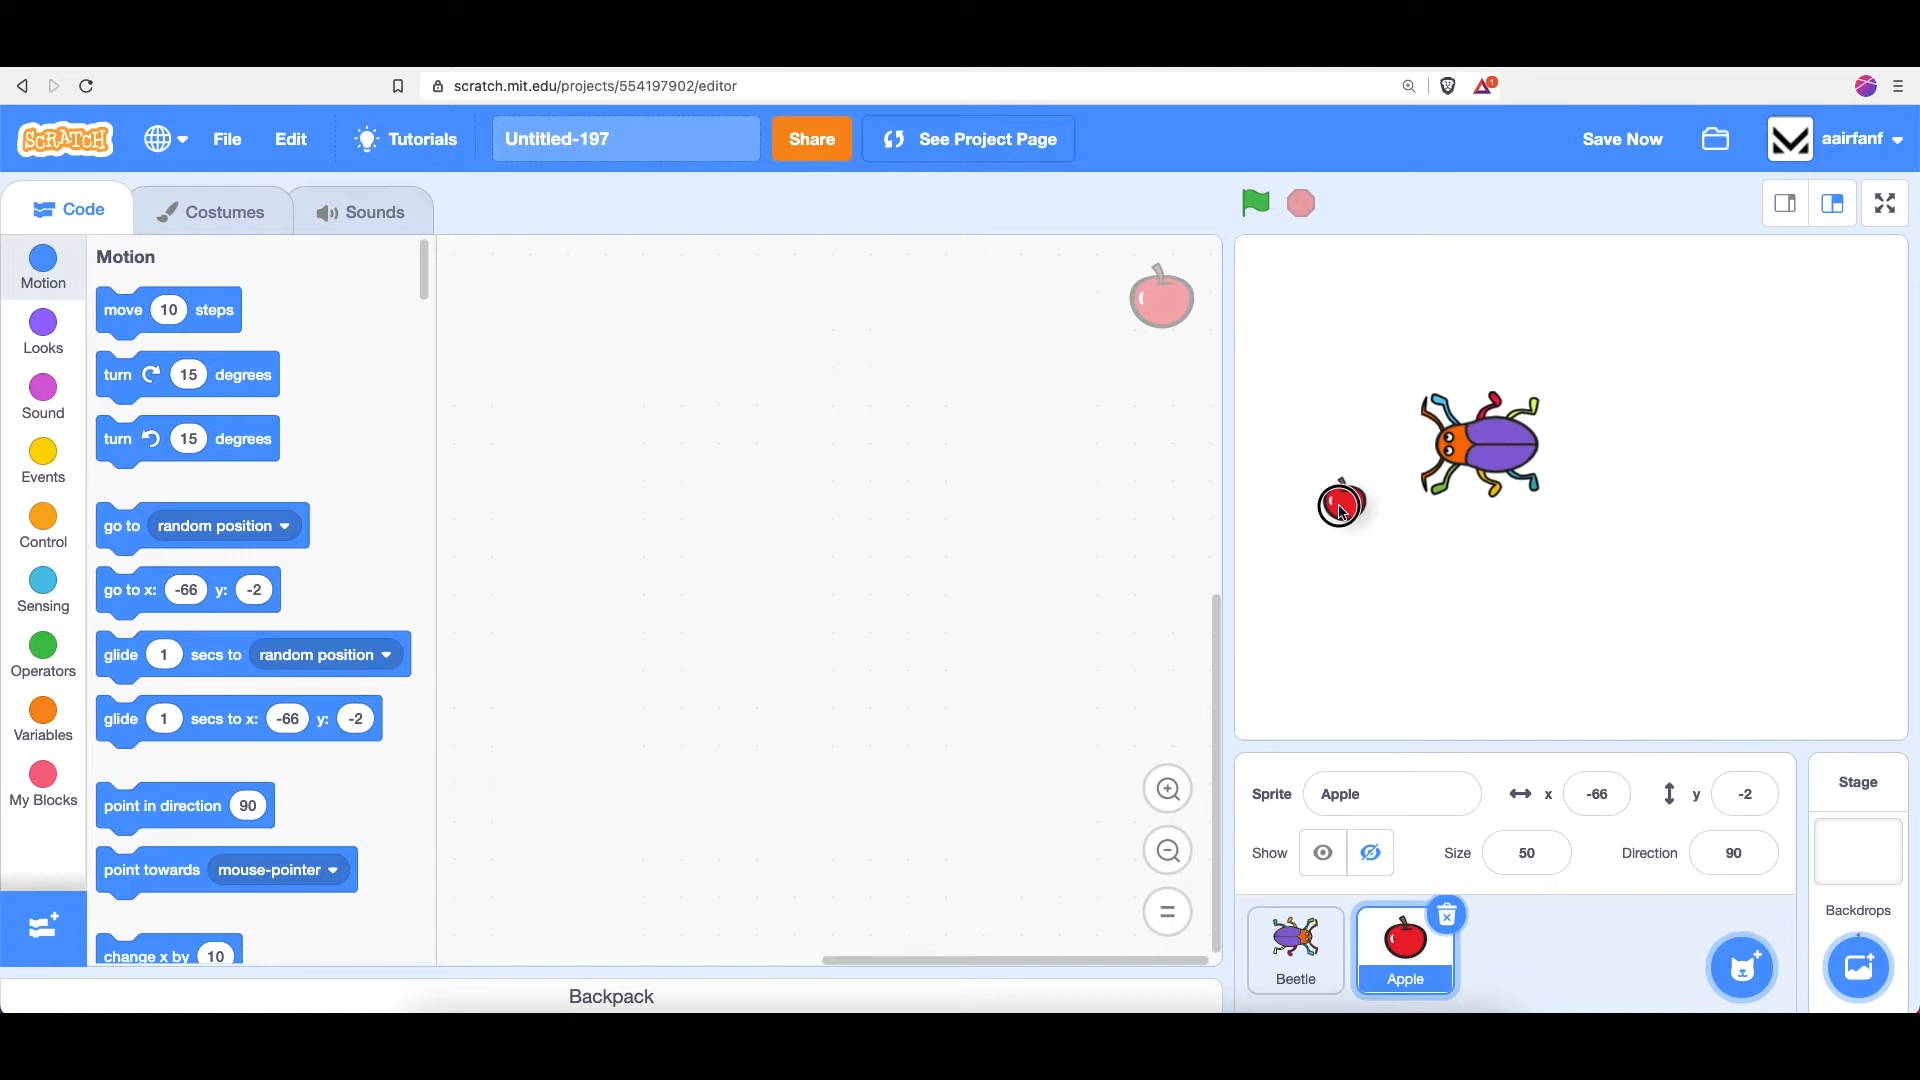 scratch.mit.edu/projects/554197902/editor
1
SCRATCH
File
Edit
Tutorials
Untitled-197
Share
See Project Page
Save Now
aairfanf
Code
Costumes
Sounds
Motion
Looks
Sound
Events
Control
Sensing
Operators
Variables
My Blocks
Motion
move 10 steps
turn 15 degrees
turn 15 degrees
go to random position
go to x: -66 y: -2
glide 1 secs to random position
glide 1 secs to x: -66 y: -2
point in direction 90
point towards mouse-pointer
change x by 10
Backpack
Sprite Apple x -66 y -2
Show Size 50 Direction 90
Beetle
Apple
Stage
Backdrops